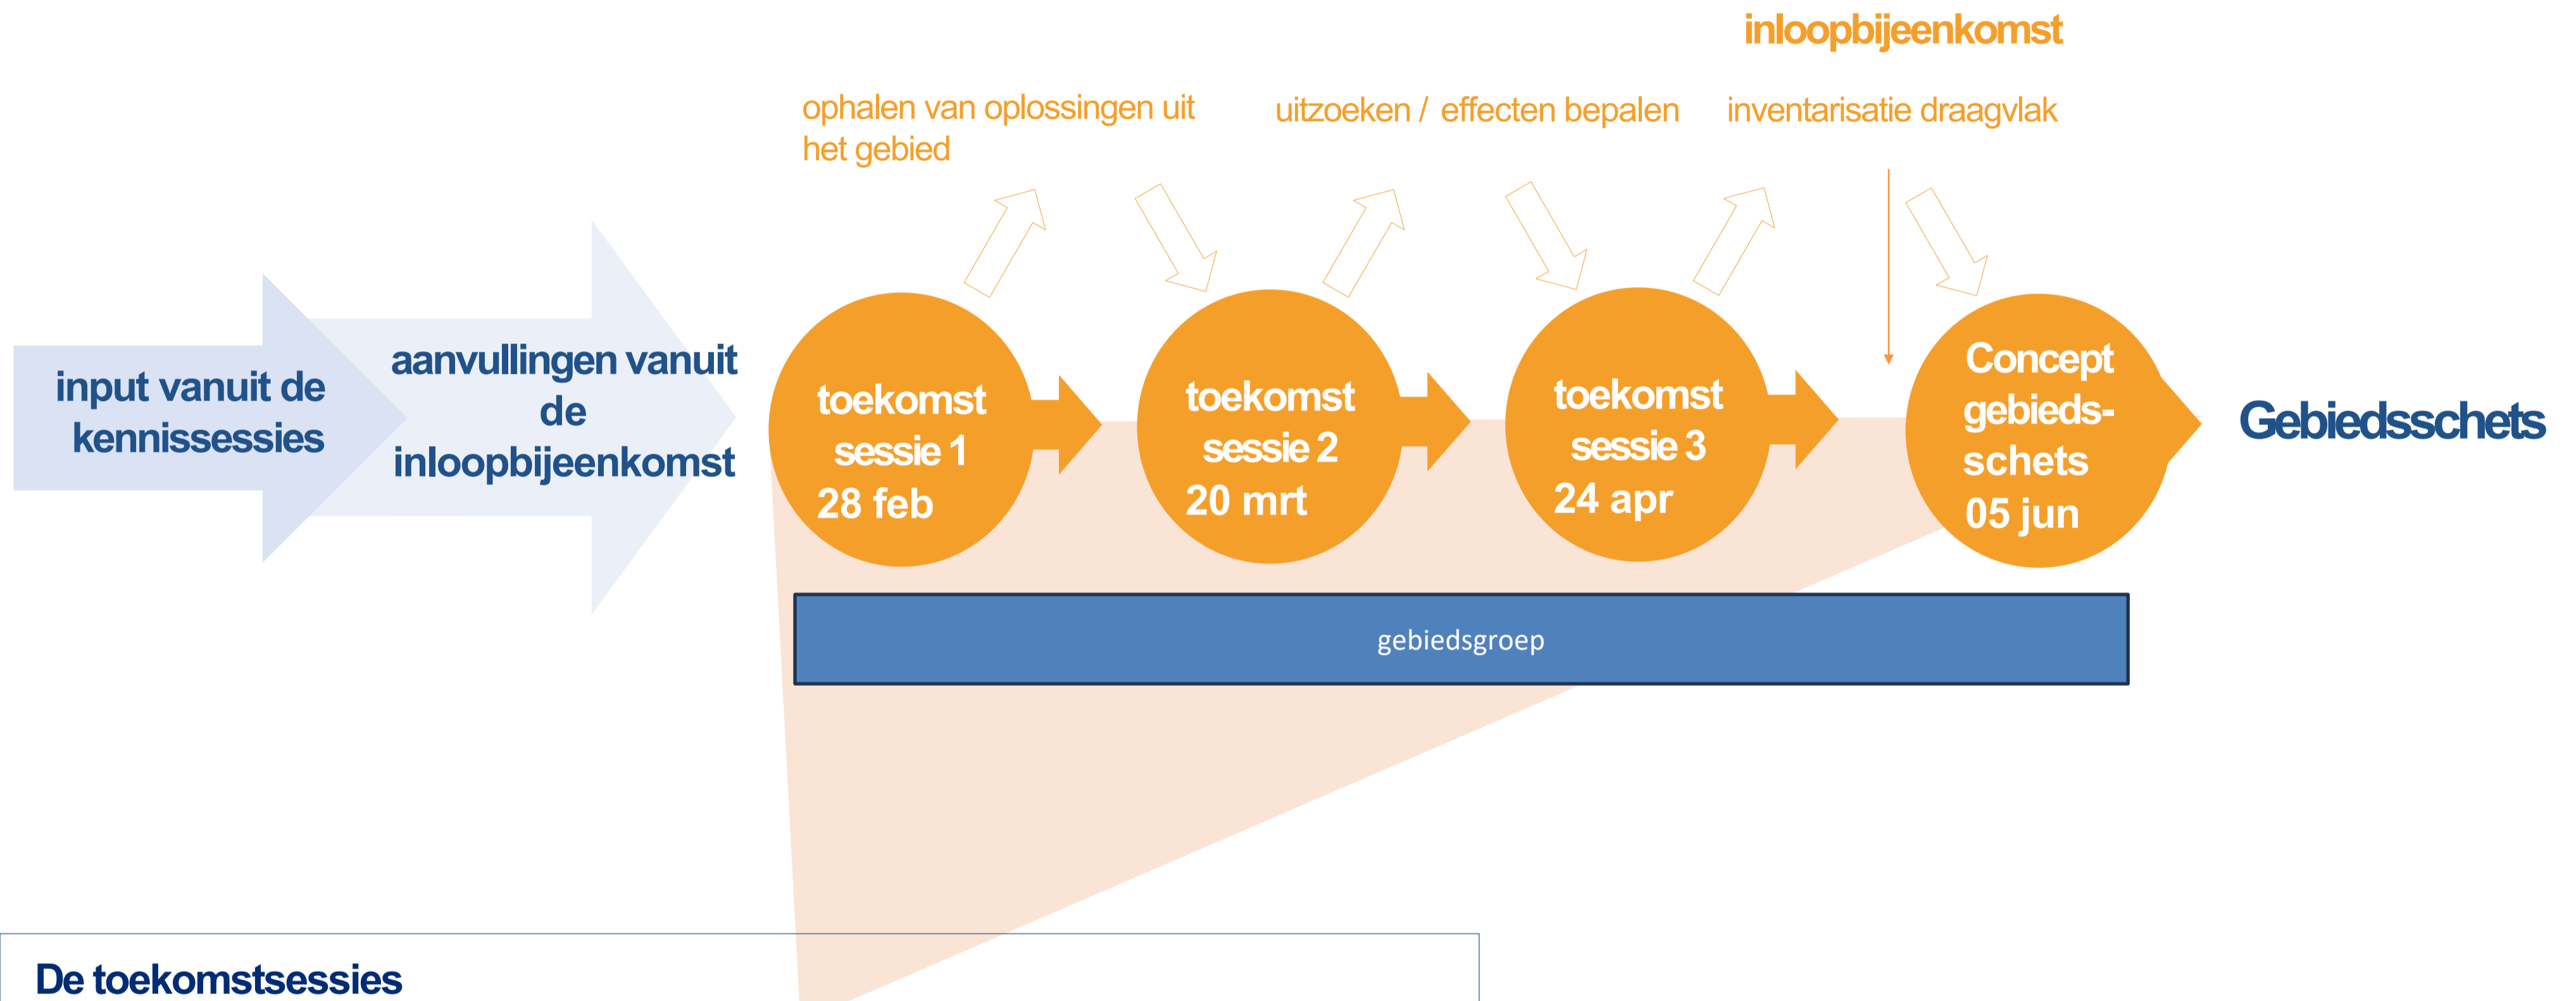 inloopbijeenkomst
ophalen van oplossingen uit
het gebied
uitzoeken / effecten bepalen
inventarisatie draagvlak
input vanuit de
kennissessies
aanvullingen vanuit
de
inloopbijeenkomst
toekomst
sessie 1
28 feb
toekomst
sessie 2
20 mrt
toekomst
sessie 3
24 apr
Concept
gebieds-
schets
05 jun
Gebiedsschets
gebiedsgroep
De toekomstsessies